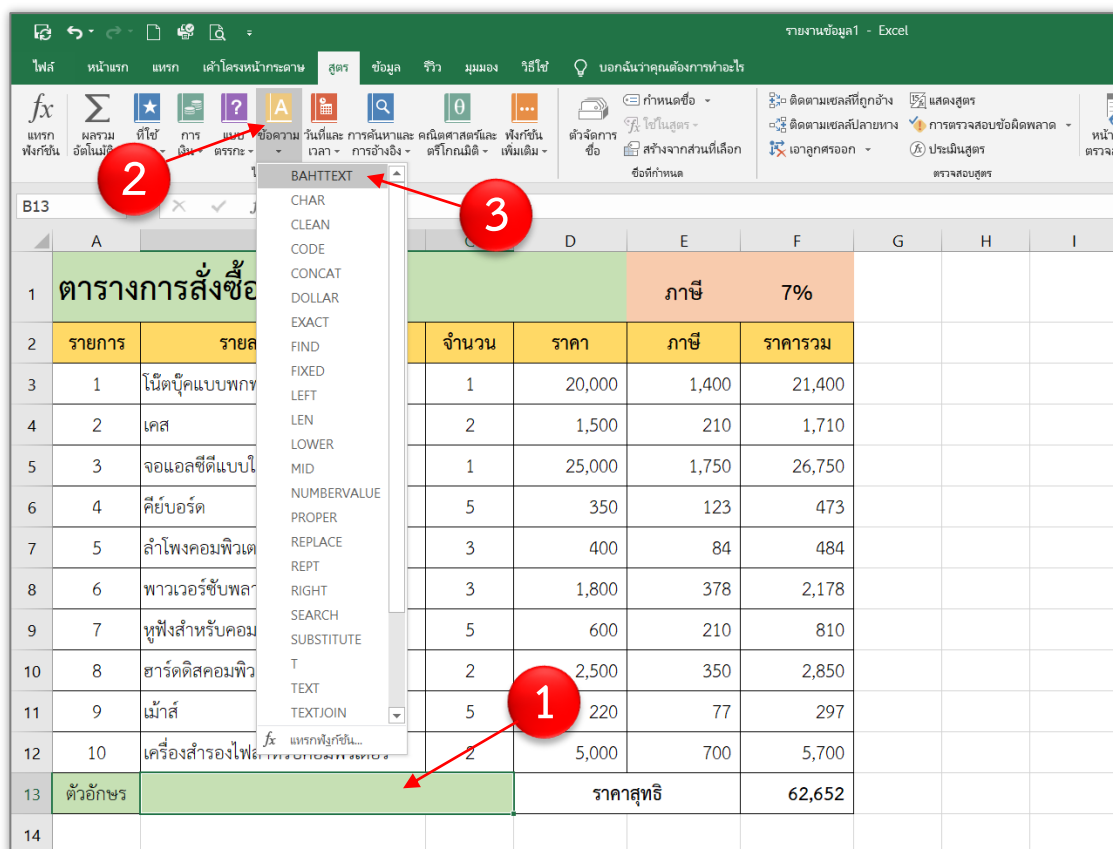 รายงานข้อมูล1 - Excel
ไฟล์ หน้าแรก แทรก เค้าโครงหน้ากระดาษ สูตร ข้อมูล รีวิว มุมมอง วิธีใช้ บอกฉันว่าคุณต้องการทำอะไร
fx Σ ? A θ
แทรก ผลรวม ที่ใช้ การ แบบ ข้อความ วันที่และ การค้นหาและ คณิตศาสตร์และ ฟังก์ชัน
ฟังก์ชัน อัตโนมัติ เงิน ตรรกะ เวลา การอ้างอิง ตรีโกณมิติ เพิ่มเติม
ตัวจัดการ
ชื่อ
กำหนดชื่อ
ใช้ในสูตร
สร้างจากส่วนที่เลือก
ชื่อที่กำหนด
ติดตามเซลล์ที่ถูกอ้าง แสดงสูตร
ติดตามเซลล์ปลายทาง การตรวจสอบข้อผิดพลาด
เอาลูกศรออก ประเมินสูตร
ตรวจสอบสูตร
2
3
B13
BAHTTEXT
CHAR
CLEAN
CODE
CONCAT
DOLLAR
EXACT
FIND
FIXED
LEFT
LEN
LOWER
MID
NUMBERVALUE
PROPER
REPLACE
REPT
RIGHT
SEARCH
SUBSTITUTE
T
TEXT
TEXTJOIN
fx แทรกฟังก์ชัน...
A D E F G H I
1 ตารางการสั่งซื้อ ภาษี 7%
2 รายการ จำนวน ราคา ภาษี ราคารวม
3 1 1 20,000 1,400 21,400
4 2 เคส 2 1,500 210 1,710
5 3 1 25,000 1,750 26,750
6 4 คีย์บอร์ด 5 350 123 473
7 5 3 400 84 484
8 6 3 1,800 378 2,178
9 7 5 600 210 810
10 8 2 2,500 350 2,850
11 9 เม้าส์ 5 220 77 297
12 10 2 5,000 700 5,700
1
13 ตัวอักษร ราคาสุทธิ 62,652
14